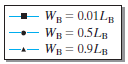 W_B = 0.01L_B
W_B = 0.5L_B
W_B = 0.9L_B